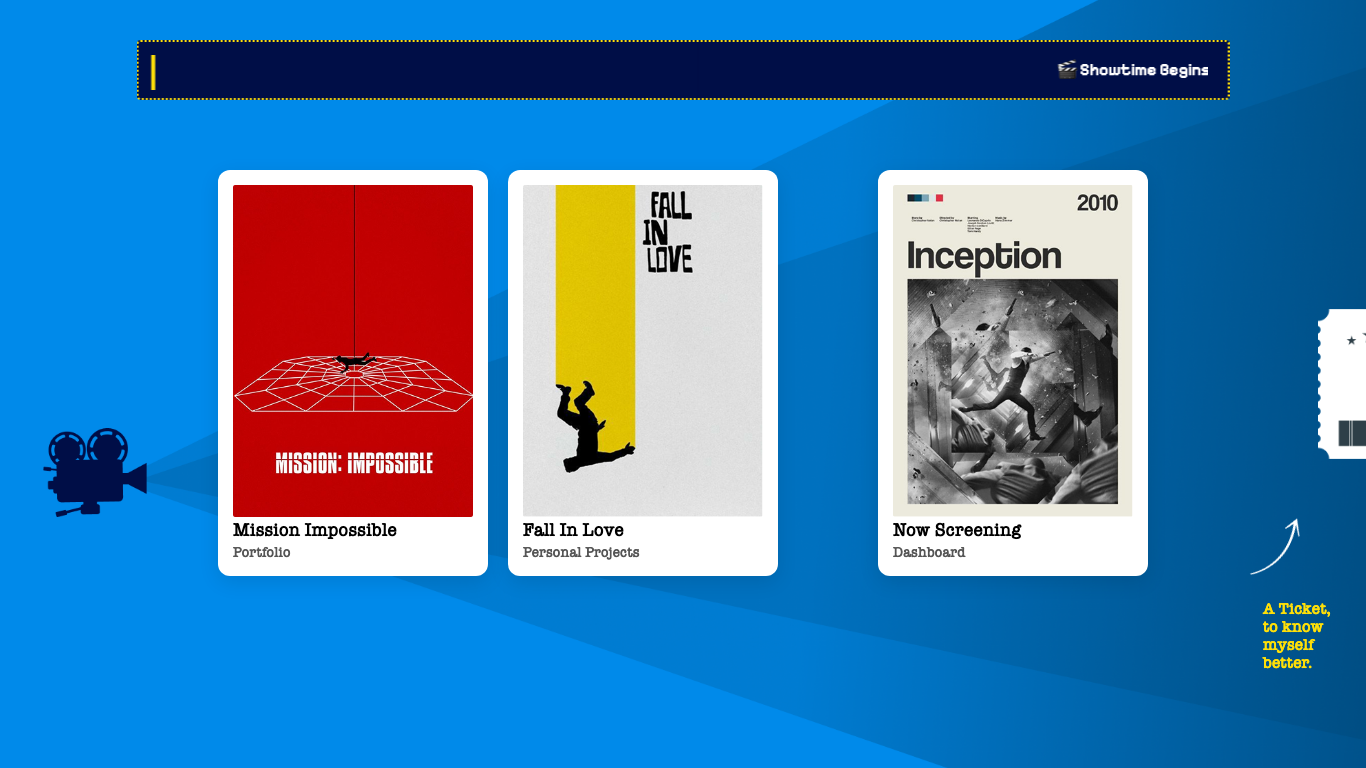 Showtime Begins
MISSION: IMPOSSIBLE
Mission Impossible
Portfolio
FALL
IN
LOVE
Fall In Love
Personal Projects
2010
Inception
Now Screening
Dashboard
A Ticket,
to know
myself
better.